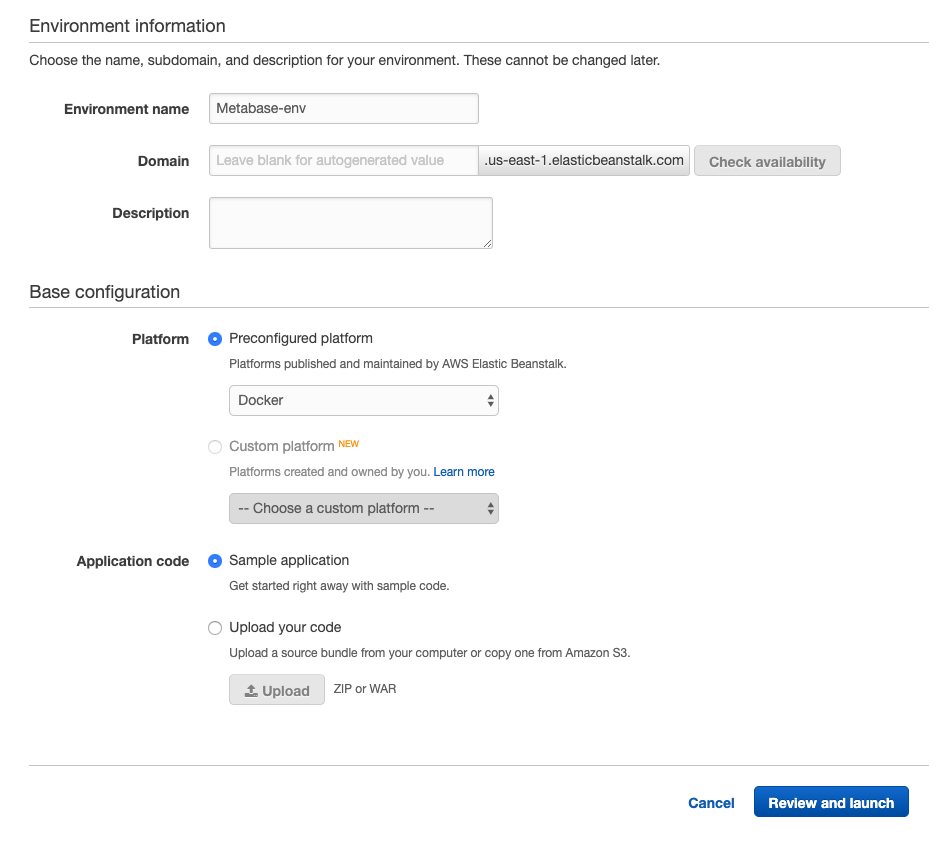 Environment information
Choose the name, subdomain, and description for your environment. These cannot be changed later.
Environment name Metabase-env
Domain Leave blank for autogenerated value .us-east-1.elasticbeanstalk.com Check availability
Description
Base configuration
Platform Preconfigured platform
Platforms published and maintained by AWS Elastic Beanstalk.
Docker
Custom platform NEW
Platforms created and owned by you. Learn more
-- Choose a custom platform --
Application code Sample application
Get started right away with sample code.
Upload your code
Upload a source bundle from your computer or copy one from Amazon S3.
Upload ZIP or WAR
Cancel Review and launch